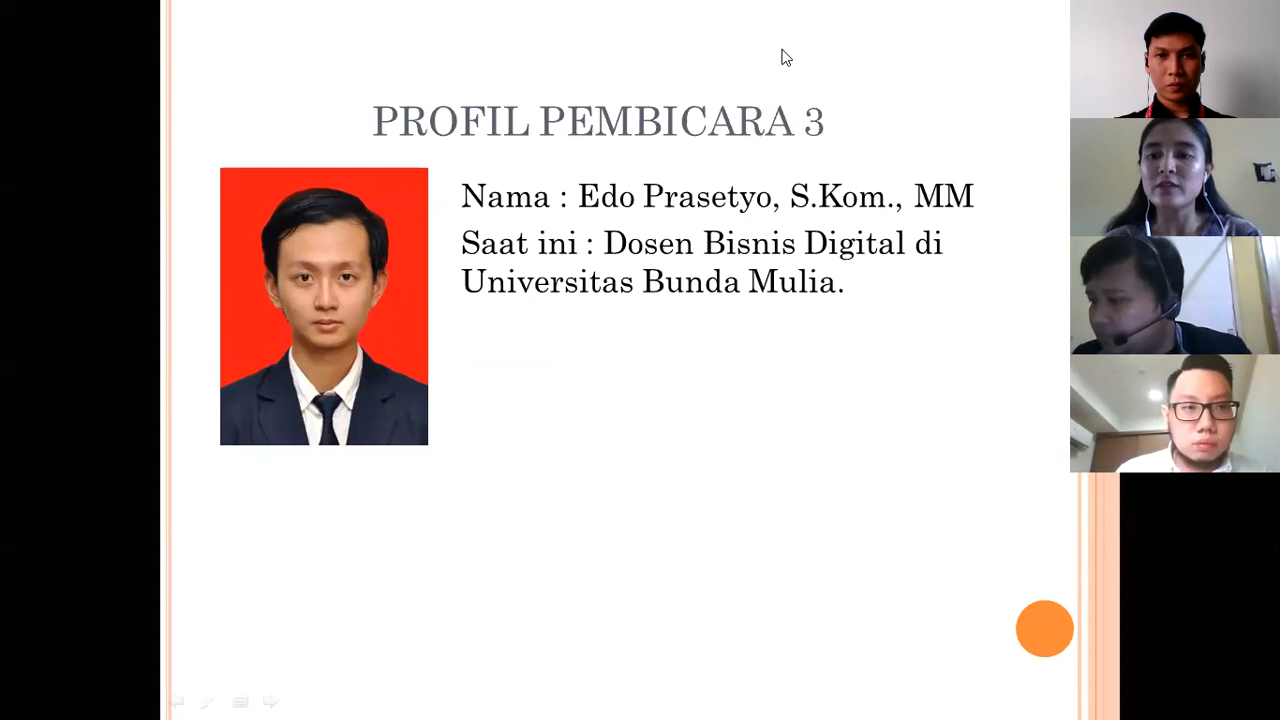 PROFIL PEMBICARA 3
Nama : Edo Prasetyo, S.Kom., MM
Saat ini : Dosen Bisnis Digital di
Universitas Bunda Mulia.